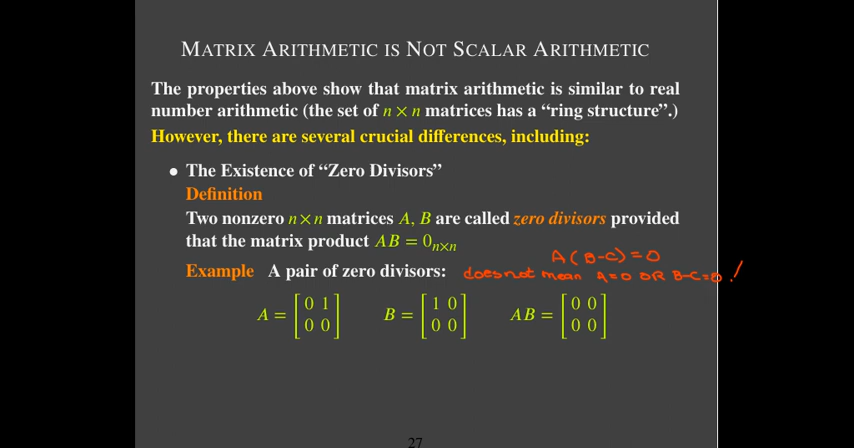 MATRIX ARITHMETIC IS NOT SCALAR ARITHMETIC
The properties above show that matrix arithmetic is similar to real
number arithmetic (the set of n × n matrices has a “ring structure”.)
However, there are several crucial differences, including:
• The Existence of “Zero Divisors”
Definition
Two nonzero n × n matrices A, B are called zero divisors provided
that the matrix product AB = 0ₙ×ₙ
A(B-C)=0
Example A pair of zero divisors: does not mean A=0 OR B-C=0!
A = [0 1; 0 0] B = [1 0; 0 0] AB = [0 0; 0 0]
27